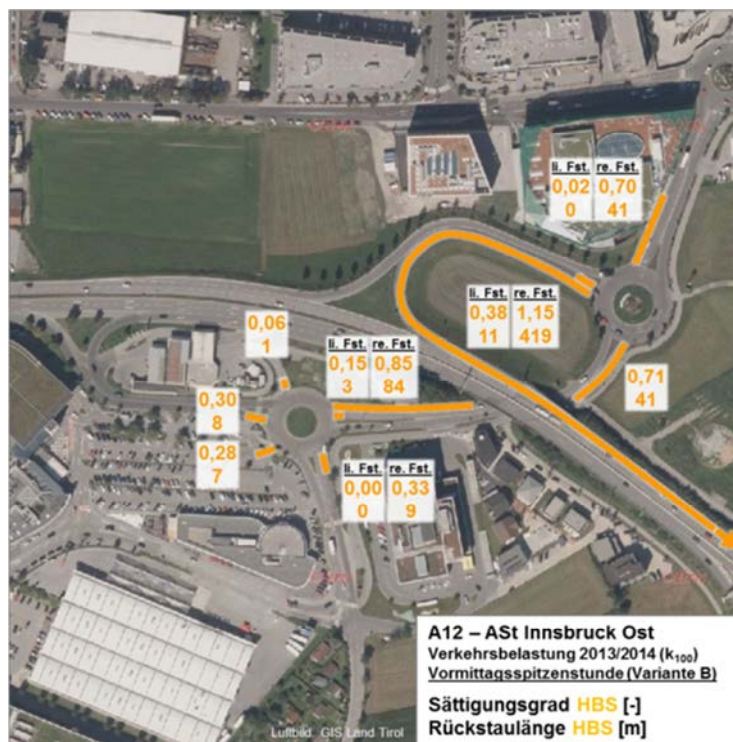 li. Fst. re. Fst.
0,02 0,70
0 41
li. Fst. re. Fst.
0,38 1,15
11 419
0,06
1
li. Fst. re. Fst.
0,15 0,85
3 84
0,71
41
0,30
8
0,28
7
li. Fst. re. Fst.
0,00 0,33
0 9
A12 – ASt Innsbruck Ost
Verkehrsbelastung 2013/2014 (k100)
Vormittagsspitzenstunde (Variante B)
Sättigungsgrad HBS [-]
Rückstaulänge HBS [m]
Luftbild: GIS Land Tirol